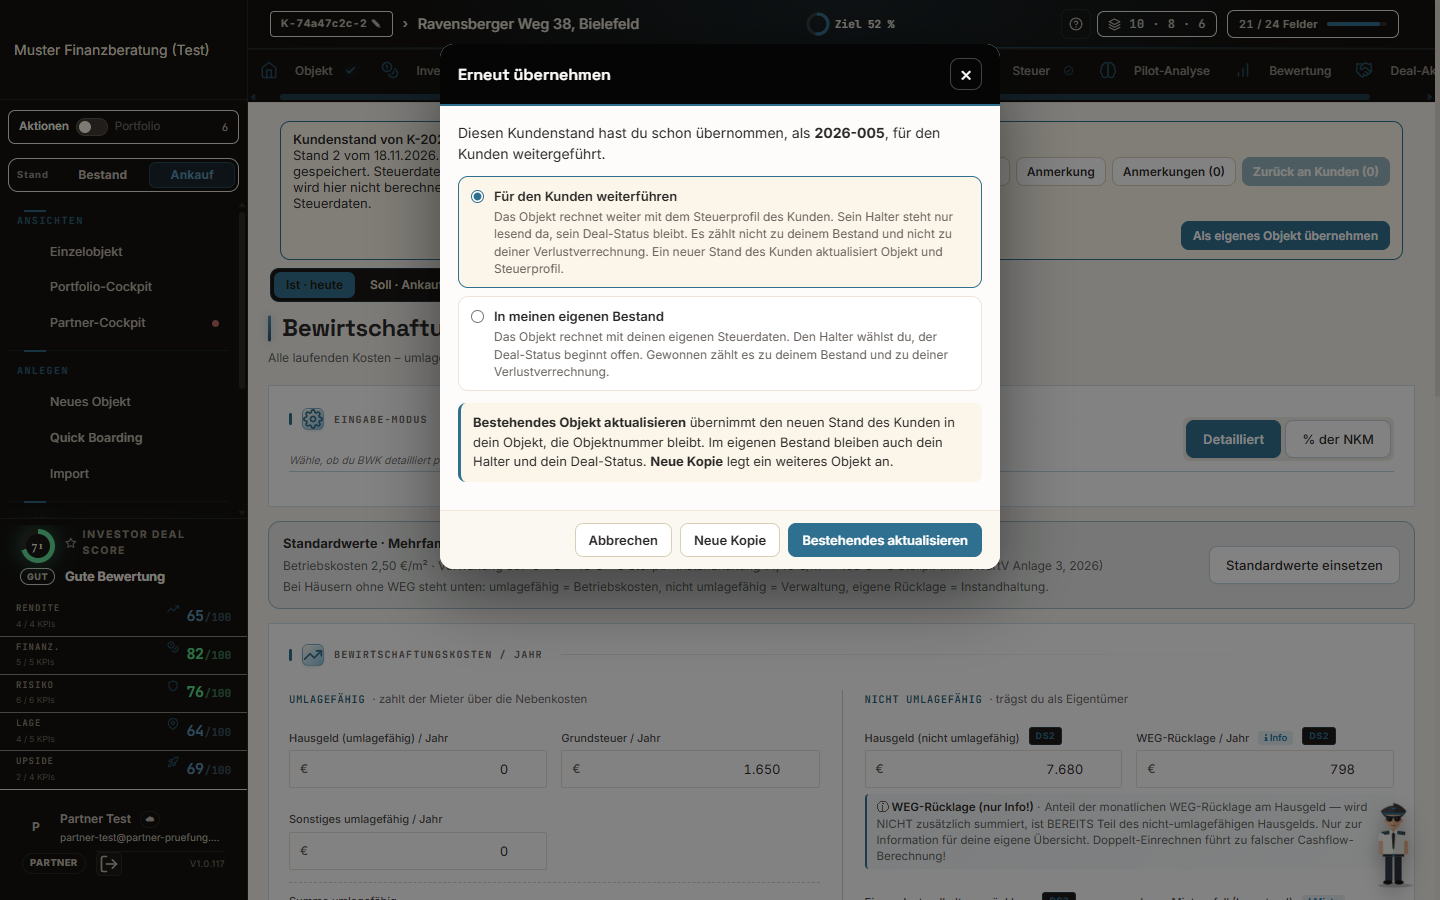 Muster Finanzberatung (Test)
K-74a47c2c-2
› Ravensberger Weg 38, Bielefeld
Ziel 52 %
10 · 8 · 6
21 / 24 Felder
Objekt
Steuer
Pilot-Analyse
Bewertung
Aktionen
Portfolio
6
Stand
Bestand
Ankauf
ANSICHTEN
Einzelobjekt
Portfolio-Cockpit
Partner-Cockpit
ANLEGEN
Neues Objekt
Quick Boarding
Import
71
INVESTOR DEAL
SCORE
GUT
Gute Bewertung
RENDITE
4 / 4 KPIs
65/100
FINANZ.
5 / 5 KPIs
82/100
RISIKO
6 / 6 KPIs
76/100
LAGE
4 / 5 KPIs
64/100
UPSIDE
2 / 4 KPIs
69/100
P
Partner Test
partner-test@partner-pruefung....
PARTNER
V1.0.117
Kundenstand von
Stand 2 vom 18.11.2026.
gespeichert.
wird hier nicht
Steuerdaten.
Anmerkung
Anmerkungen (0)
Zurück an Kunden (0)
Als eigenes Objekt übernehmen
Ist · heute
Soll ·
Alle laufenden Kosten –
EINGABE-MODUS
Wähle, ob du BWK detailliert
Detailliert
% der NKM
Erneut übernehmen
Diesen Kundenstand hast du schon übernommen, als 2026-005, für den
Kunden weitergeführt.
Für den Kunden weiterführen
Das Objekt rechnet weiter mit dem Steuerprofil des Kunden. Sein Halter steht nur
lesend da, sein Deal-Status bleibt. Es zählt nicht zu deinem Bestand und nicht zu
deiner Verlustverrechnung. Ein neuer Stand des Kunden aktualisiert Objekt und
Steuerprofil.
In meinen eigenen Bestand
Das Objekt rechnet mit deinen eigenen Steuerdaten. Den Halter wählst du, der
Deal-Status beginnt offen. Gewonnen zählt es zu deinem Bestand und zu deiner
Verlustverrechnung.
Bestehendes Objekt aktualisieren übernimmt den neuen Stand des Kunden in
dein Objekt, die Objektnummer bleibt. Im eigenen Bestand bleiben auch dein
Halter und dein Deal-Status. Neue Kopie legt ein weiteres Objekt an.
Abbrechen
Neue Kopie
Bestehendes aktualisieren
Standardwerte ·
Betriebskosten 2,50 €/m² ·
Anlage 3, 2026)
Bei Häusern ohne WEG steht unten: umlagefähig = Betriebskosten, nicht umlagefähig = Verwaltung, eigene Rücklage = Instandhaltung.
Standardwerte einsetzen
BEWIRTSCHAFTUNGSKOSTEN / JAHR
UMLAGEFÄHIG · zahlt der Mieter über die Nebenkosten
Hausgeld (umlagefähig) / Jahr
€ 0
Grundsteuer / Jahr
€ 1.650
Sonstiges umlagefähig / Jahr
€ 0
NICHT UMLAGEFÄHIG · trägst du als Eigentümer
Hausgeld (nicht umlagefähig) DS2
€ 7.680
WEG-Rücklage / Jahr i Info DS2
€ 798
WEG-Rücklage (nur Info!) · Anteil der monatlichen WEG-Rücklage am Hausgeld — wird
NICHT zusätzlich summiert, ist BEREITS Teil des nicht-umlagefähigen Hausgelds. Nur zur
Information für deine eigene Übersicht. Doppelt-Einrechnen führt zu falscher Cashflow-
Berechnung!